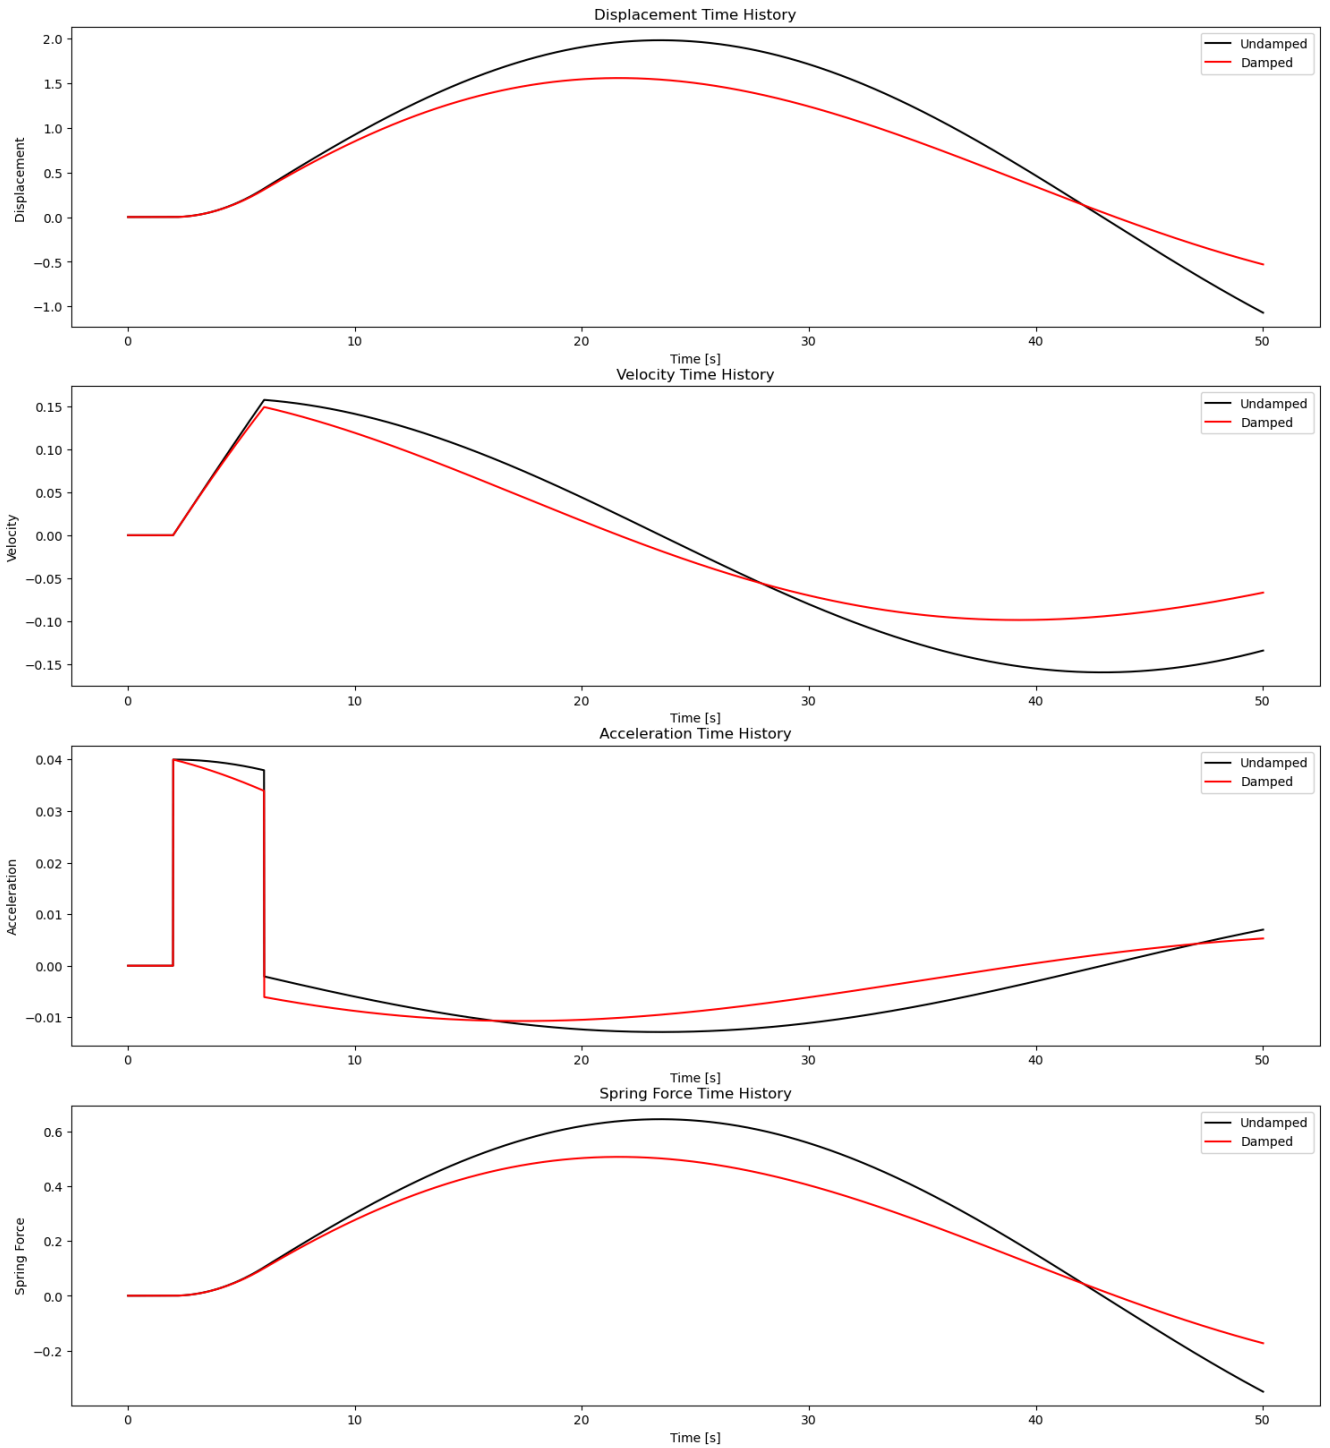 Displacement Time History
2.0
1.5
1.0
0.5
0.0
−0.5
−1.0
Displacement
Undamped
Damped
0 10 20 30 40 50
Time [s]
Velocity Time History
0.15
0.10
0.05
0.00
−0.05
−0.10
−0.15
Velocity
Undamped
Damped
0 10 20 30 40 50
Time [s]
Acceleration Time History
0.04
0.03
0.02
0.01
0.00
−0.01
Acceleration
Undamped
Damped
0 10 20 30 40 50
Time [s]
Spring Force Time History
0.6
0.4
0.2
0.0
−0.2
Spring Force
Undamped
Damped
0 10 20 30 40 50
Time [s]